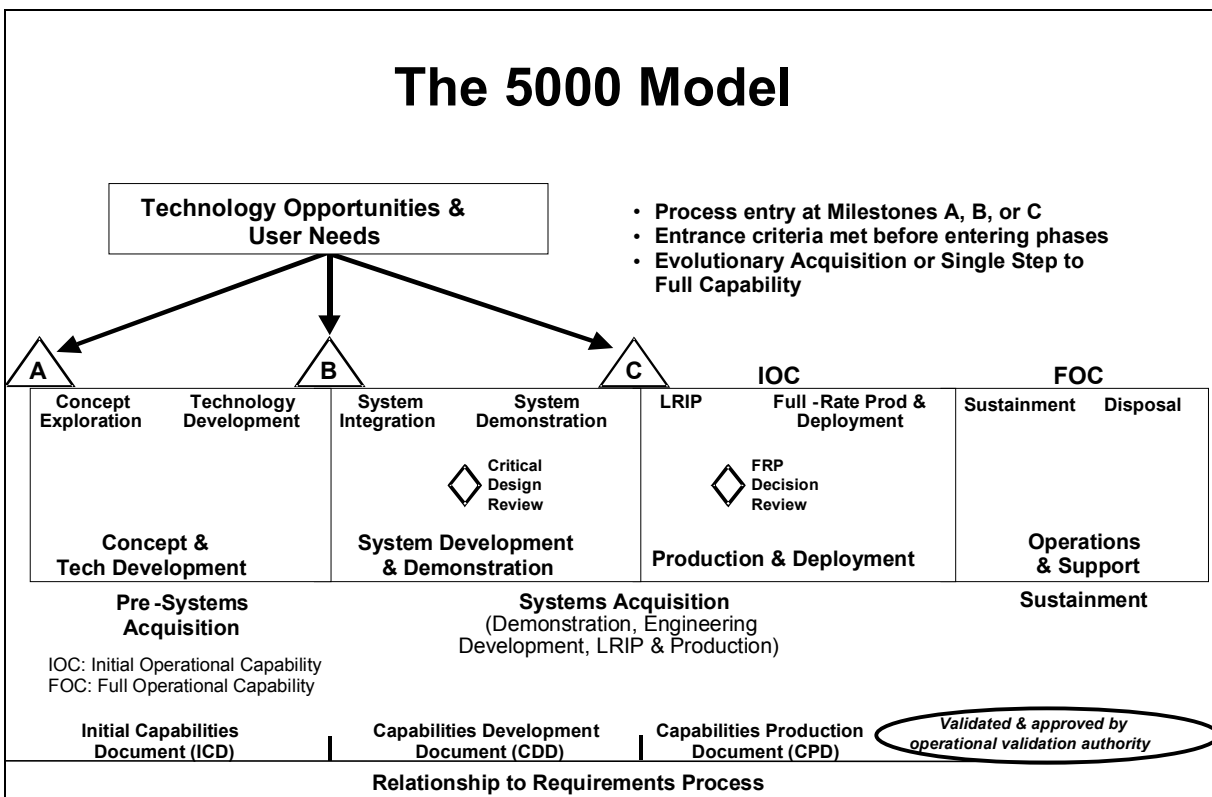 The 5000 Model
Technology Opportunities &
User Needs
• Process entry at Milestones A, B, or C
• Entrance criteria met before entering phases
• Evolutionary Acquisition or Single Step to
Full Capability
A
B
C
IOC
FOC
Concept
Exploration
Technology
Development
System
Integration
System
Demonstration
LRIP
Full -Rate Prod &
Deployment
Sustainment
Disposal
Critical
Design
Review
FRP
Decision
Review
Concept &
Tech Development
System Development
& Demonstration
Production & Deployment
Operations
& Support
Pre -Systems
Acquisition
Systems Acquisition
(Demonstration, Engineering
Development, LRIP & Production)
Sustainment
IOC: Initial Operational Capability
FOC: Full Operational Capability
Initial Capabilities
Document (ICD)
Capabilities Development
Document (CDD)
Capabilities Production
Document (CPD)
Validated & approved by
operational validation authority
Relationship to Requirements Process